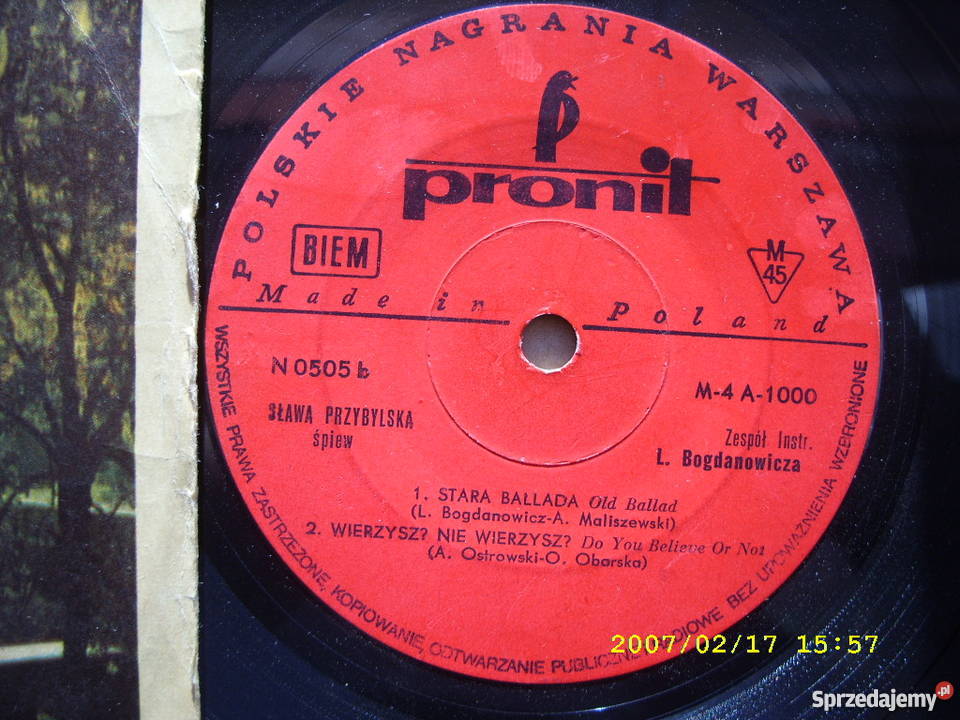 POLSKIE NAGRANIA WARSZAWA
pronit
BIEM
M
45
Made in Poland
N 0505 b
M-4 A-1000
SŁAWA PRZYBYLSKA
śpiew
Zespół Instr.
L. Bogdanowicza
1. STARA BALLADA Old Ballad
(L. Bogdanowicz-A. Maliszewski)
2. WIERZYSZ? NIE WIERZYSZ? Do You Believe Or Not
(A. Ostrowski-O. Obarska)
WSZYSTKIE PRAWA ZASTRZEŻONE, KOPIOWANIE, ODTWARZANIE PUBLICZNE BEZ UPOWAŻNIENIA WZBRONIONE
2007/02/17 15:57
Sprzedajemy.pl